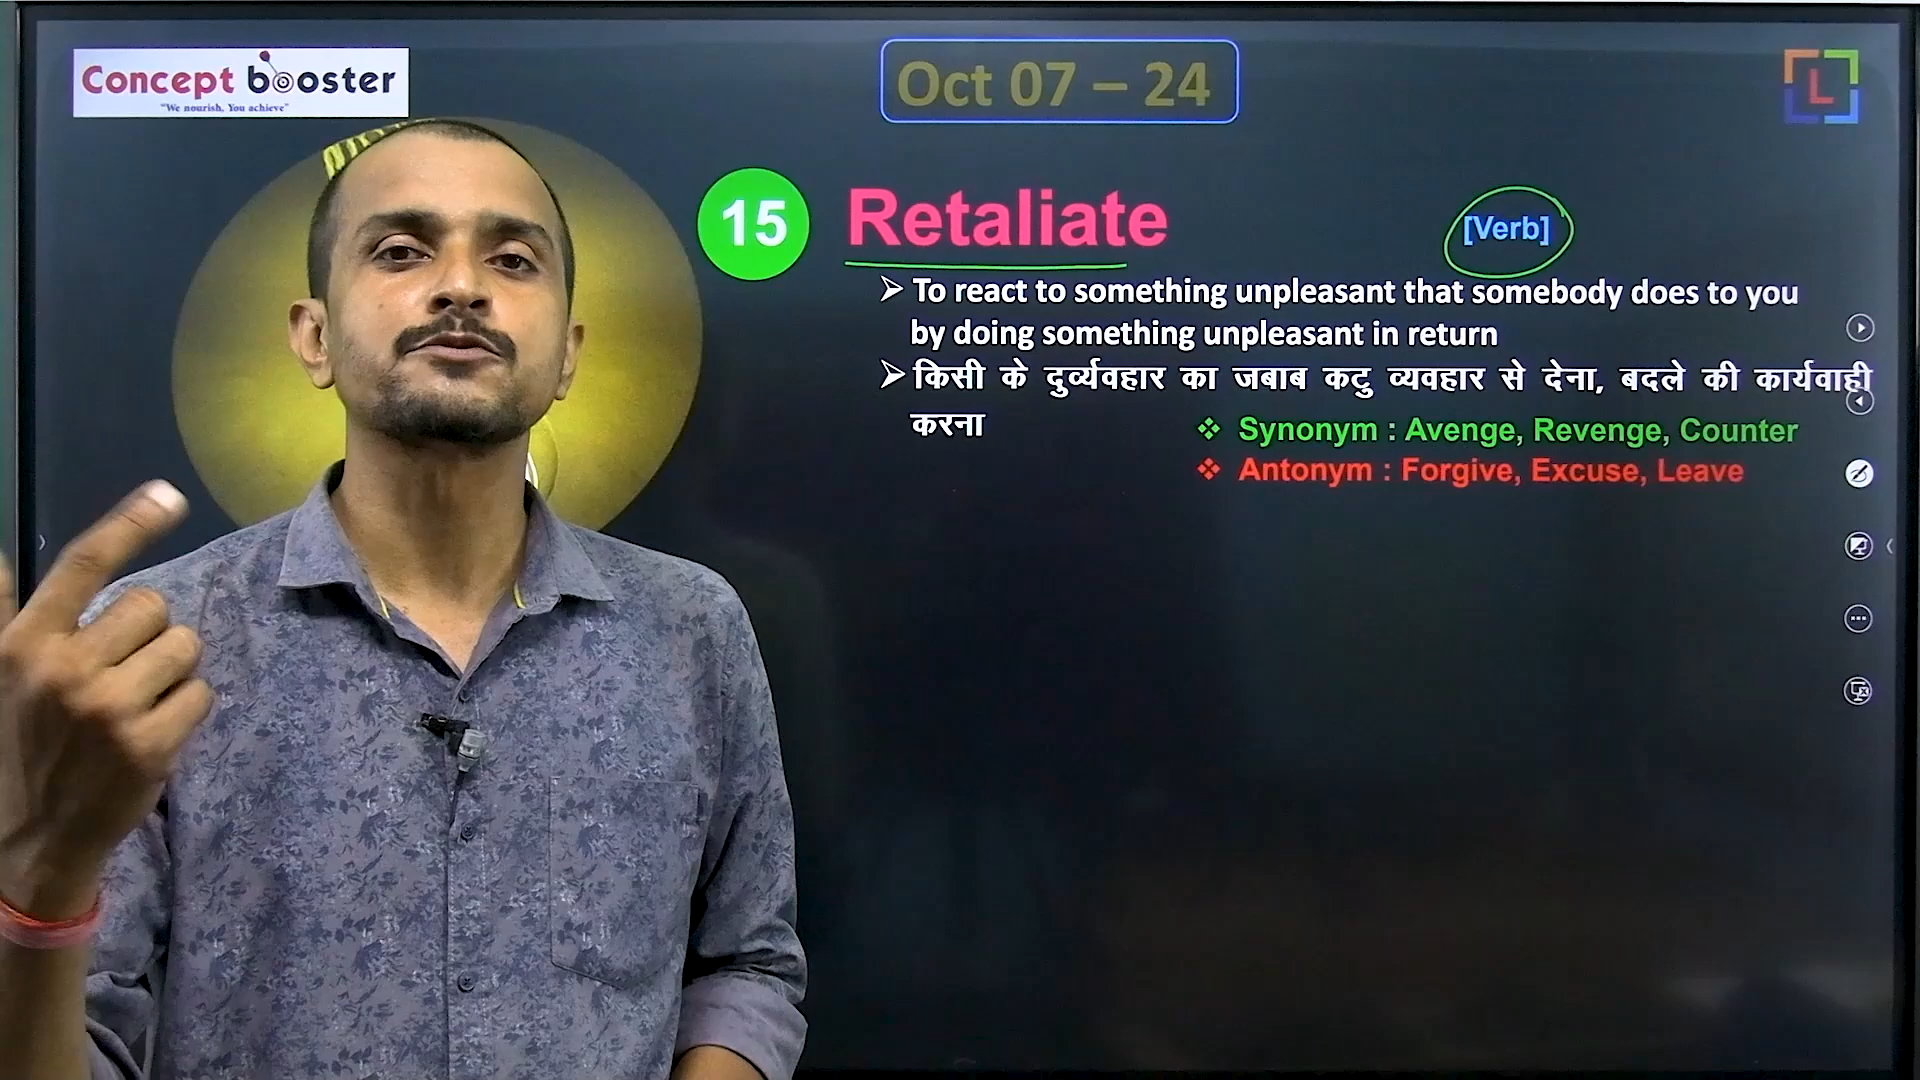 Concept booster
"We nourish, You achieve"
Oct 07 – 24
L
15 Retaliate [Verb]
➢ To react to something unpleasant that somebody does to you
by doing something unpleasant in return
➢ किसी के दुर्व्यवहार का जबाब कटु व्यवहार से देना, बदले की कार्यवाही
करना
❖ Synonym : Avenge, Revenge, Counter
❖ Antonym : Forgive, Excuse, Leave